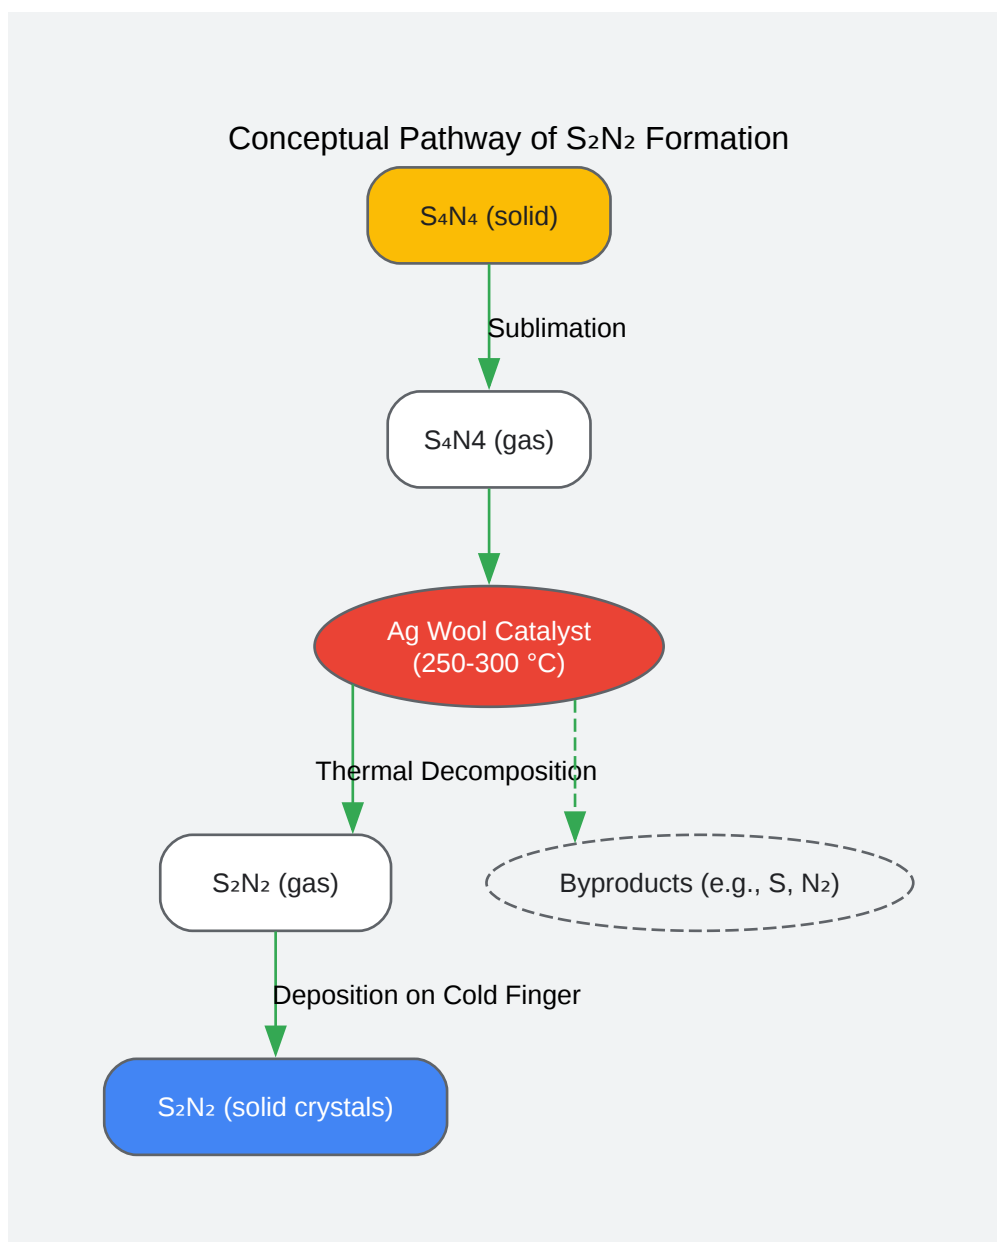 Conceptual Pathway of S₂N₂ Formation
S₄N₄ (solid)
Sublimation
S₄N4 (gas)
Ag Wool Catalyst
(250-300 °C)
Thermal Decomposition
S₂N₂ (gas)
Byproducts (e.g., S, N₂)
Deposition on Cold Finger
S₂N₂ (solid crystals)